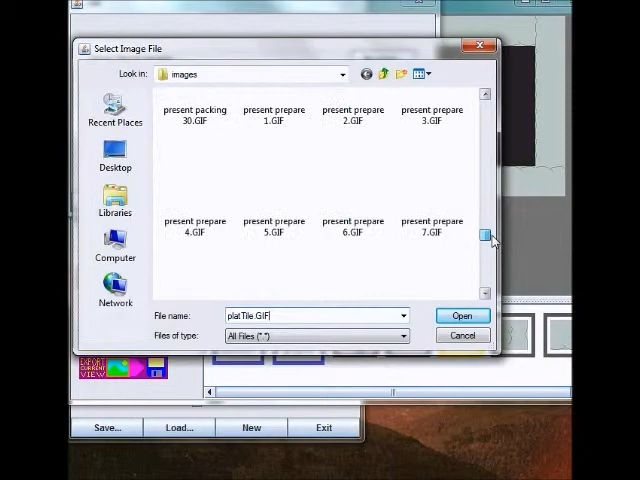 Select Image File
Look in:
images
present packing 30.GIF
present prepare 1.GIF
present prepare 2.GIF
present prepare 3.GIF
Recent Places
Desktop
Libraries
Computer
Network
present prepare 4.GIF
present prepare 5.GIF
present prepare 6.GIF
present prepare 7.GIF
File name:
platTile.GIF
Open
Files of type:
All Files (*.*)
Cancel
EXPORT
CURRENT
VIEW
Save...
Load...
New
Exit